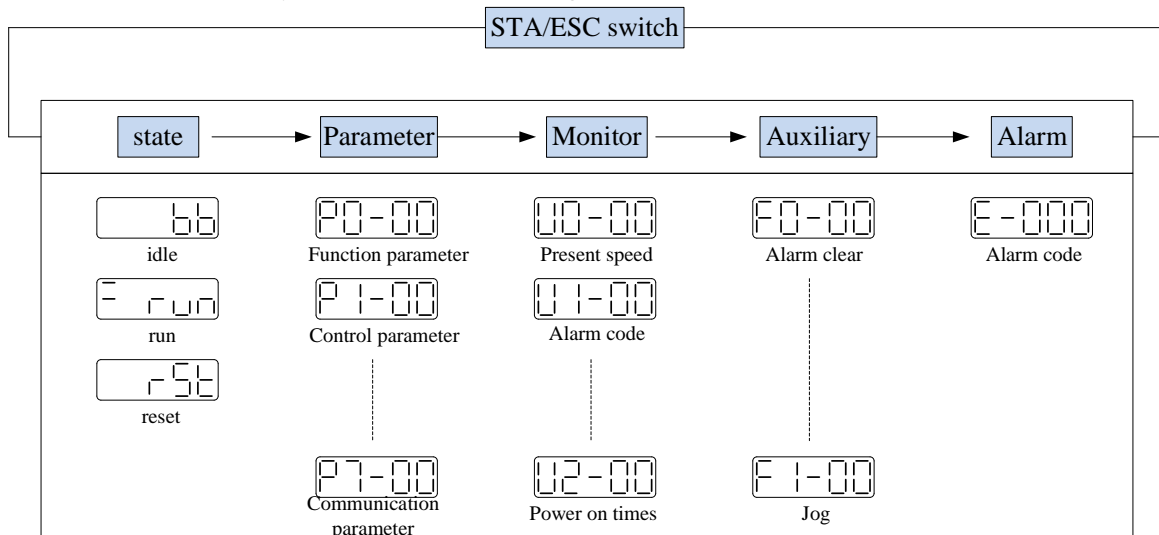 STA/ESC switch
state
Parameter
Monitor
Auxiliary
Alarm
bb
P0-00
U0-00
F0-00
E-000
idle
Function parameter
Present speed
Alarm clear
Alarm code
run
P1-00
U1-00
run
Control parameter
Alarm code
rSt
reset
P7-00
U2-00
F1-00
Communication
parameter
Power on times
Jog